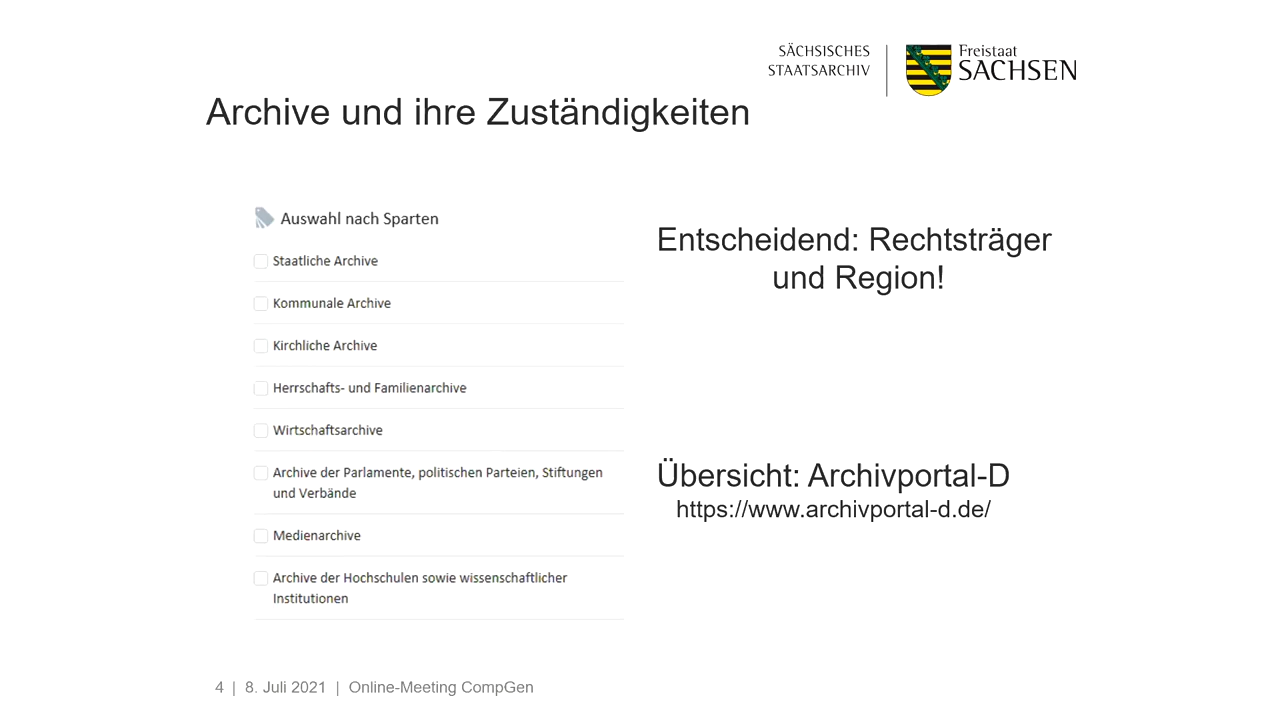 SÄCHSISCHES
STAATSARCHIV
Freistaat
SACHSEN
Archive und ihre Zuständigkeiten
Auswahl nach Sparten
Staatliche Archive
Kommunale Archive
Kirchliche Archive
Herrschafts- und Familienarchive
Wirtschaftsarchive
Archive der Parlamente, politischen Parteien, Stiftungen
und Verbände
Medienarchive
Archive der Hochschulen sowie wissenschaftlicher
Institutionen
Entscheidend: Rechtsträger
und Region!
Übersicht: Archivportal-D
https://www.archivportal-d.de/
4 | 8. Juli 2021 | Online-Meeting CompGen